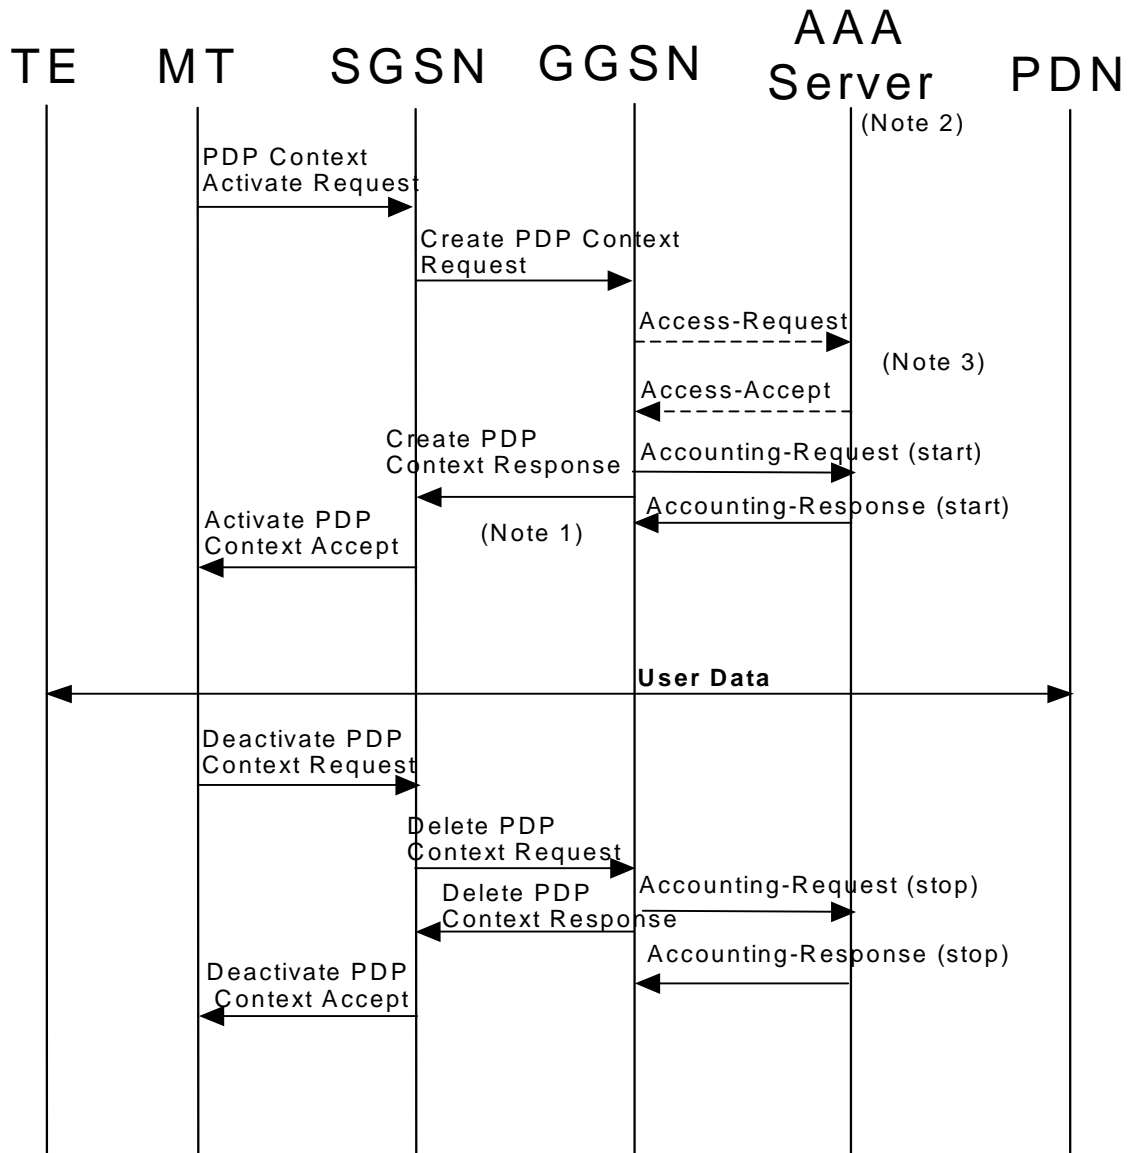 TE
MT
SGSN
GGSN
AAA
Server
PDN
(Note 2)
PDP Context
Activate Request
Create PDP Context
Request
Access-Request
(Note 3)
Access-Accept
Create PDP
Context Response
Accounting-Request (start)
Accounting-Response (start)
Activate PDP
Context Accept
(Note 1)
User Data
Deactivate PDP
Context Request
Delete PDP
Context Request
Accounting-Request (stop)
Delete PDP
Context Response
Accounting-Response (stop)
Deactivate PDP
Context Accept